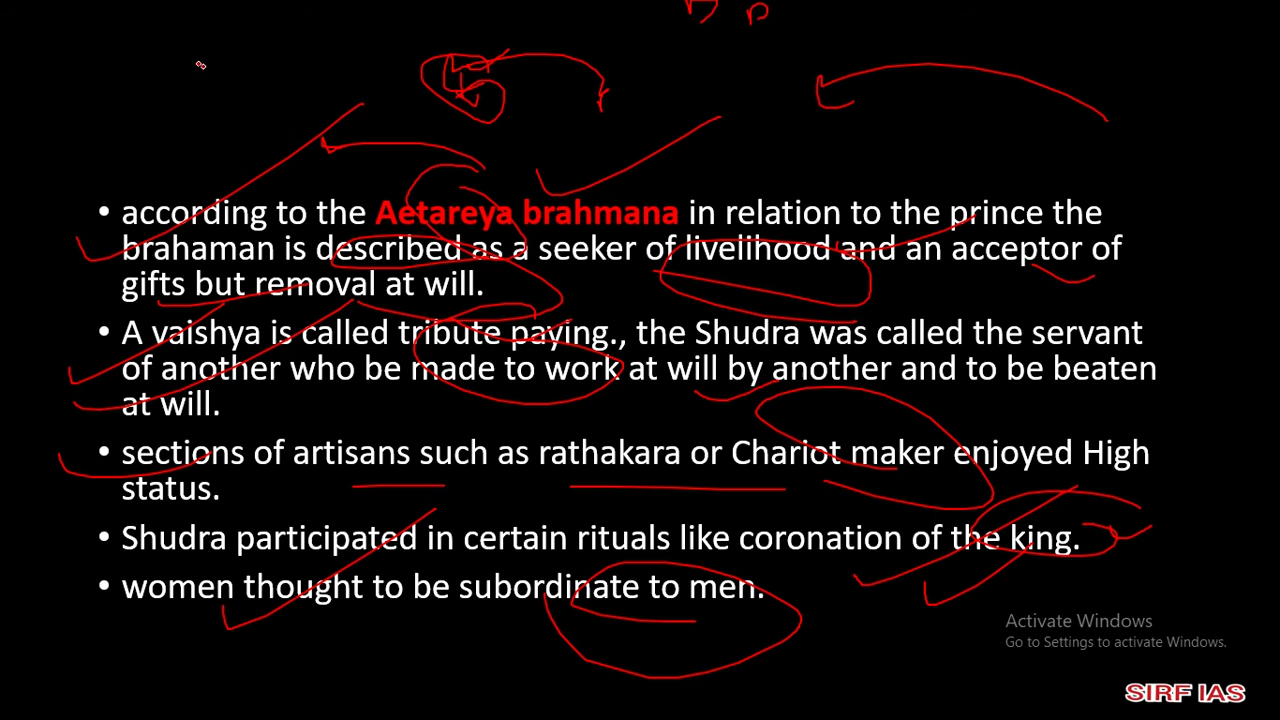 • according to the Aetareya brahmana in relation to the prince the
brahaman is described as a seeker of livelihood and an acceptor of
gifts but removal at will.
• A vaishya is called tribute paying., the Shudra was called the servant
of another who be made to work at will by another and to be beaten
at will.
• sections of artisans such as rathakara or Chariot maker enjoyed High
status.
• Shudra participated in certain rituals like coronation of the king.
• women thought to be subordinate to men.
Activate Windows
Go to Settings to activate Windows.
SIRF IAS